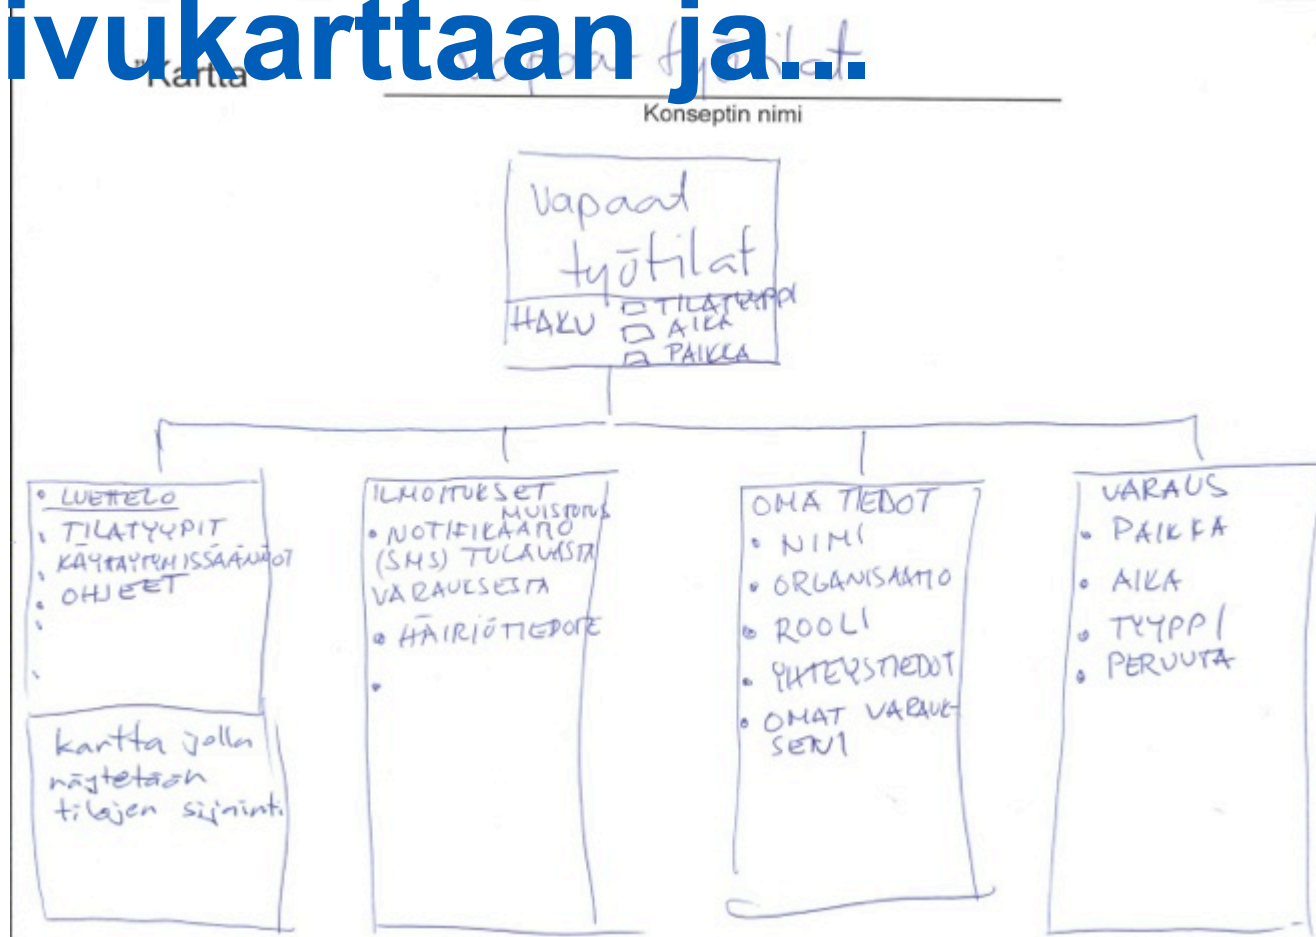 ivukarttaan ja...
"Kartta
Vapaat työtilat
Konseptin nimi
Vapaat
työtilat
HAKU
TILATYYPPI
AIKA
PAIKKA
LUETTELO
TILATYYPIT
KÄYTTÄYTYMISSÄÄNNÖT
OHJEET
kartta jolla
näytetään
tilojen sijainti
ILMOITUKSET
MUISTUTUS
NOTIFIKAATIO
(SMS) TULEVASTA
VARAUKSESTA
HÄIRIÖTIEDOTE
OMA TIEDOT
NIMI
ORGANISAATIO
ROOLI
YHTEYSTIEDOT
OMAT VARAUK-
SENI
VARAUS
PAIKKA
AIKA
TYYPPI
PERUUTA